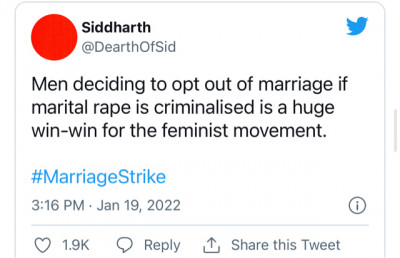 Siddharth
@DearthOfSid
Men deciding to opt out of marriage if
marital rape is criminalised is a huge
win-win for the feminist movement.
#MarriageStrike
3:16 PM · Jan 19, 2022
1.9K Reply Share this Tweet